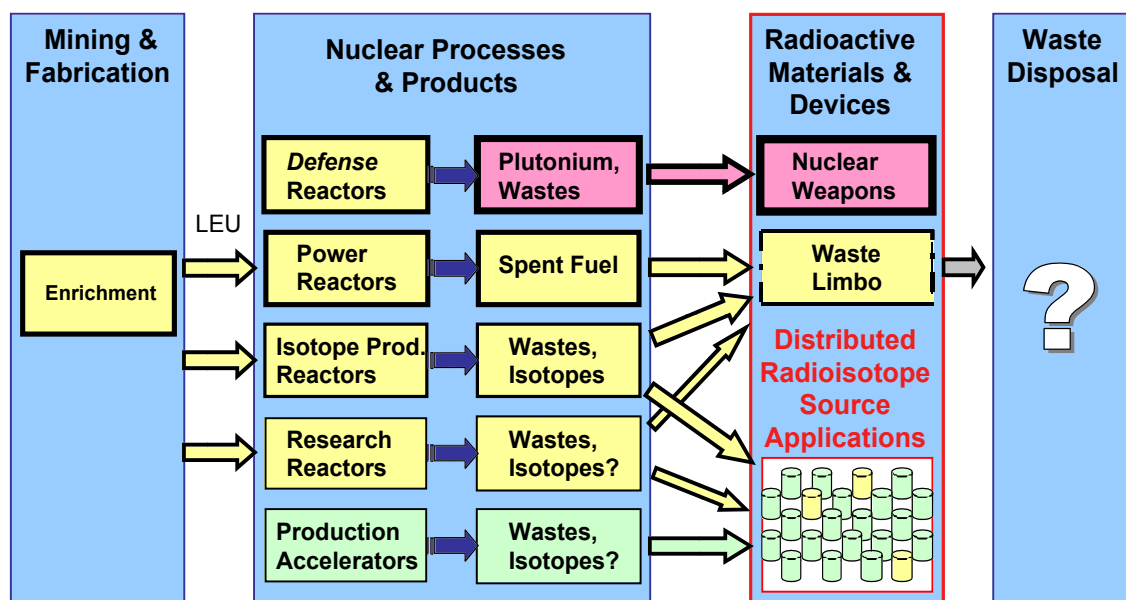 Mining &
Fabrication
LEU
Enrichment
Nuclear Processes
& Products
Defense
Reactors
Plutonium,
Wastes
Power
Reactors
Spent Fuel
Isotope Prod.
Reactors
Wastes,
Isotopes
Research
Reactors
Wastes,
Isotopes?
Production
Accelerators
Wastes,
Isotopes?
Radioactive
Materials &
Devices
Nuclear
Weapons
Waste
Limbo
Distributed
Radioisotope
Source
Applications
Waste
Disposal
?